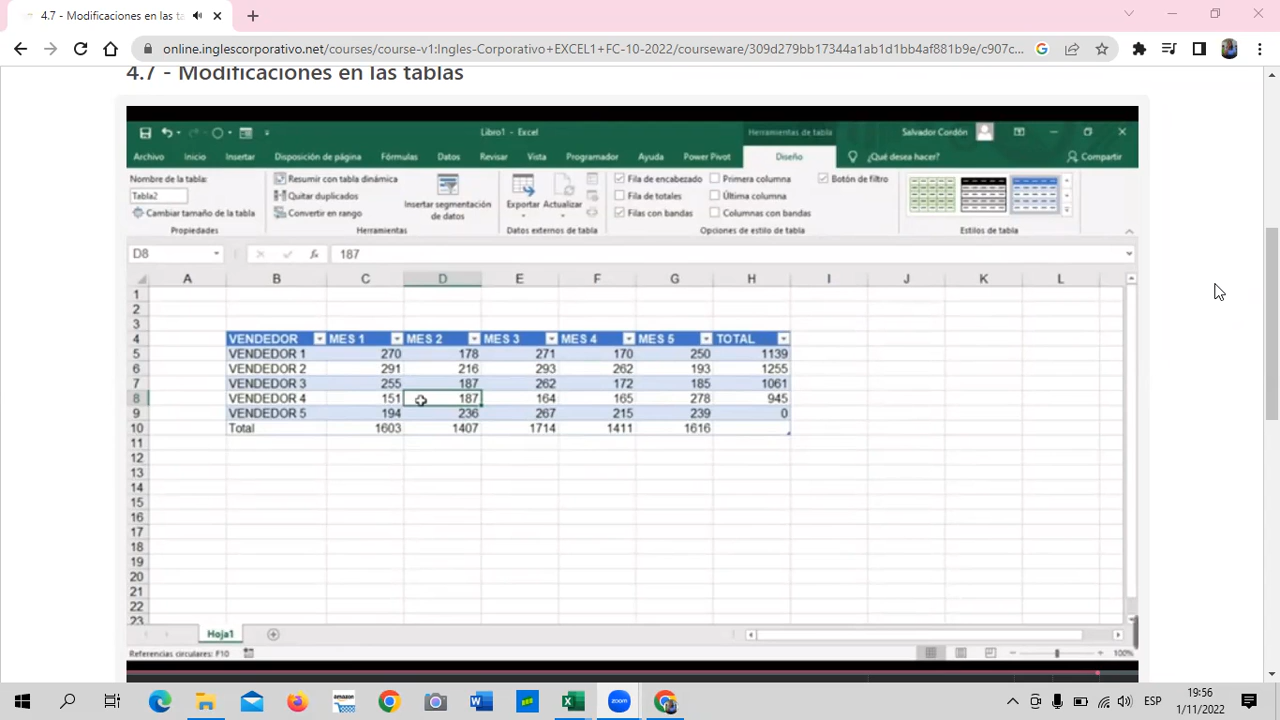 4.7 - Modificaciones en las ta
online.inglescorporativo.net/courses/course-v1:Ingles-Corporativo+EXCEL1+FC-10-2022/courseware/309d279bb17344a1ab1d1bb4af881b9e/c907c...
4.7 - Modificaciones en las tablas
Libro1 - Excel
Herramientas de tabla
Salvador Cordón
Archivo Inicio Insertar Disposición de página Fórmulas Datos Revisar Vista Programador Ayuda Power Pivot Diseño ¿Qué desea hacer? Compartir
Nombre de la tabla: Resumir con tabla dinámica Fila de encabezado Primera columna Botón de filtro
Tabla2 Quitar duplicados Insertar segmentación de datos Exportar Actualizar Fila de totales Última columna
Cambiar tamaño de la tabla Convertir en rango Filas con bandas Columnas con bandas
Propiedades Herramientas Datos externos de tabla Opciones de estilo de tabla Estilos de tabla
D8 fx 187
A B C D E F G H I J K L
1
2
3
4 VENDEDOR MES 1 MES 2 MES 3 MES 4 MES 5 TOTAL
5 VENDEDOR 1 270 178 271 170 250 1139
6 VENDEDOR 2 291 216 293 262 193 1255
7 VENDEDOR 3 255 187 262 172 185 1061
8 VENDEDOR 4 151 187 164 165 278 945
9 VENDEDOR 5 194 236 267 215 239 0
10 Total 1603 1407 1714 1411 1616
11
12
13
14
15
16
17
18
19
20
21
22
23
Hoja1
Referencias circulares: F10 100%
ESP 19:56
1/11/2022